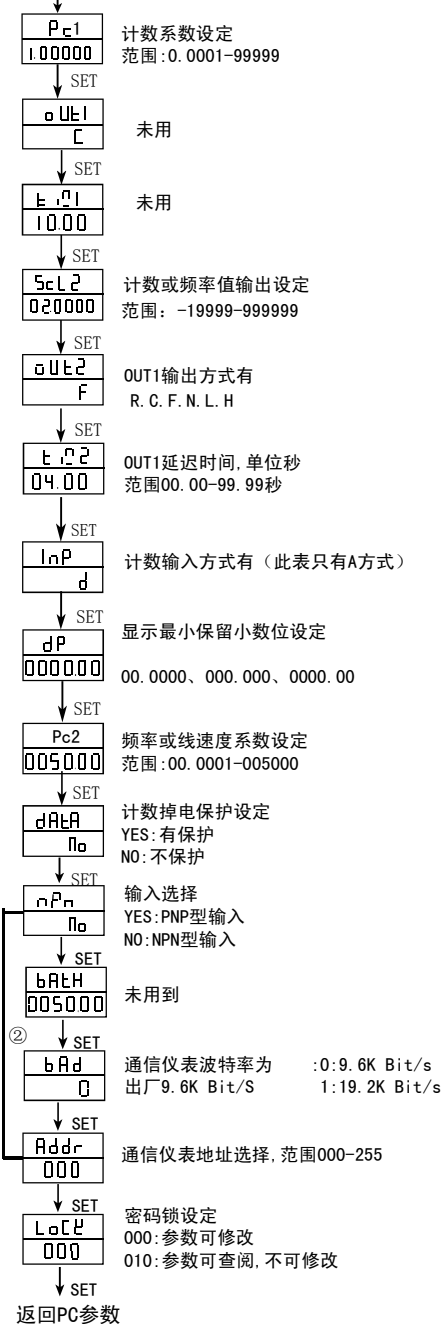 Pc1
1.00000
计数系数设定
范围:0.0001-99999
SET
oUt1
C
未用
SET
tim1
10.00
未用
SET
ScL2
02.0000
计数或频率值输出设定
范围: -19999-999999
SET
oUt2
F
OUT1输出方式有
R.C.F.N.L.H
SET
tim2
04.00
OUT1延迟时间,单位秒
范围00.00-99.99秒
SET
InP
d
计数输入方式有（此表只有A方式）
SET
dP
0000.00
显示最小保留小数位设定
00.0000、000.000、0000.00
SET
Pc2
0050.00
频率或线速度系数设定
范围:00.0001-005000
SET
dAtA
no
计数掉电保护设定
YES:有保护
NO:不保护
SET
nPn
no
输入选择
YES:PNP型输入
NO:NPN型输入
SET
bAtH
0050.00
未用到
②
SET
bAd
0
通信仪表波特率为 :0:9.6K Bit/s
出厂9.6K Bit/S 1:19.2K Bit/s
SET
Addr
000
通信仪表地址选择,范围000-255
SET
LoCK
000
密码锁设定
000:参数可修改
010:参数可查阅,不可修改
SET
返回PC参数